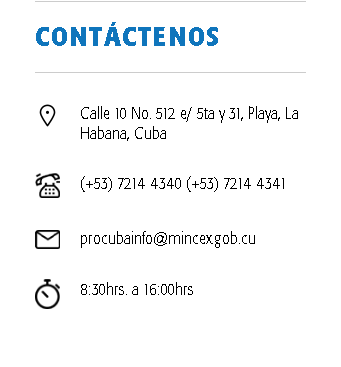 CONTÁCTENOS
Calle 10 No. 512 e/ 5ta y 31, Playa, La
Habana, Cuba
(+53) 7214 4340 (+53) 7214 4341
procubainfo@mincex.gob.cu
8:30hrs. a 16:00hrs